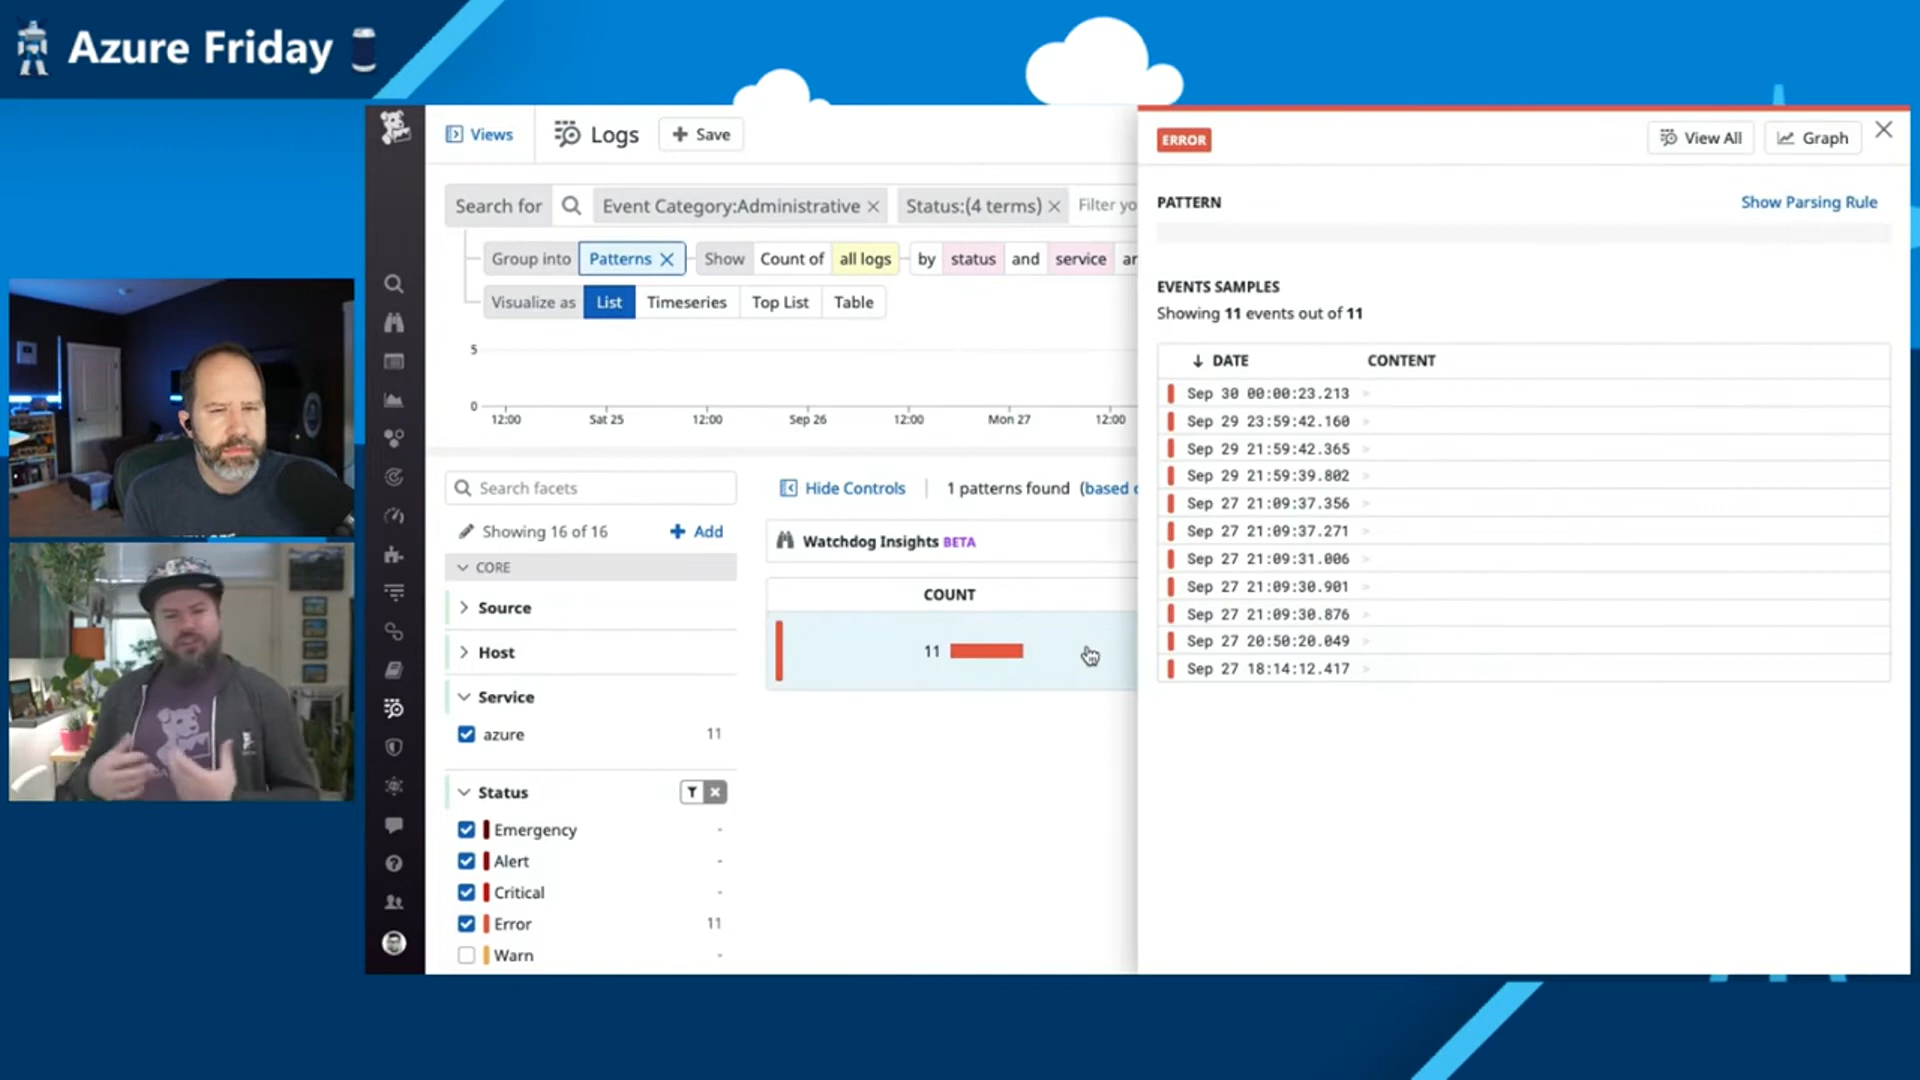 Azure Friday
Views
Logs
+ Save
Search for
Event Category:Administrative ×
Status:(4 terms) ×
Filter yo
Group into
Patterns ×
Show
Count of
all logs
by
status
and
service
ar
Visualize as
List
Timeseries
Top List
Table
5
0
12:00
Sat 25
12:00
Sep 26
12:00
Mon 27
12:00
Search facets
Showing 16 of 16
+ Add
CORE
Source
Host
Service
azure 11
Status
Emergency -
Alert -
Critical -
Error 11
Warn -
Hide Controls
1 patterns found (based
Watchdog Insights BETA
COUNT
11
ERROR
View All
Graph
PATTERN
Show Parsing Rule
EVENTS SAMPLES
Showing 11 events out of 11
↓ DATE CONTENT
Sep 30 00:00:23.213 >
Sep 29 23:59:42.160 >
Sep 29 21:59:42.365 >
Sep 29 21:59:39.802 >
Sep 27 21:09:37.356 >
Sep 27 21:09:37.271 >
Sep 27 21:09:31.006 >
Sep 27 21:09:30.901 >
Sep 27 21:09:30.876 >
Sep 27 20:50:20.049 >
Sep 27 18:14:12.417 >